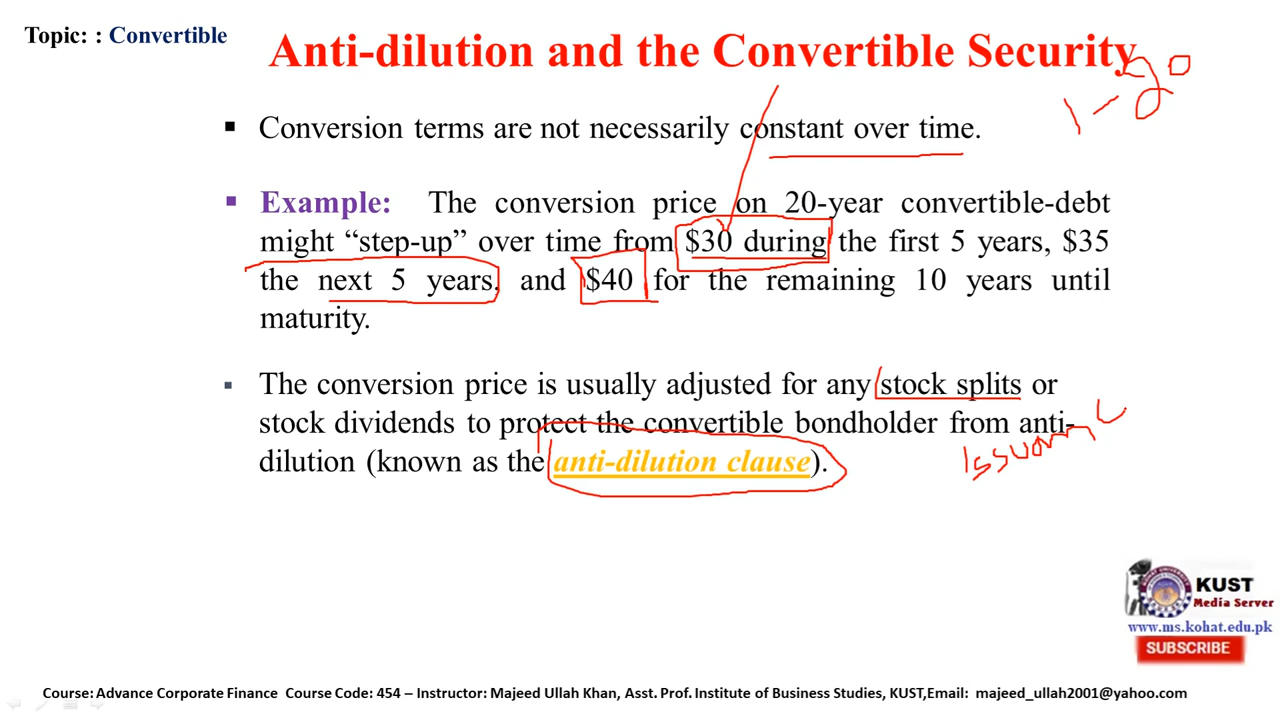 Topic: : Convertible
Anti-dilution and the Convertible Security
1-20
▪ Conversion terms are not necessarily constant over time.
▪ Example: The conversion price on 20-year convertible-debt
might “step-up” over time from $30 during the first 5 years, $35
the next 5 years, and $40 for the remaining 10 years until
maturity.
▪ The conversion price is usually adjusted for any stock splits or
stock dividends to protect the convertible bondholder from anti-
dilution (known as the anti-dilution clause).
KUST
Media Server
www.ms.kohat.edu.pk
SUBSCRIBE
Course: Advance Corporate Finance Course Code: 454 – Instructor: Majeed Ullah Khan, Asst. Prof. Institute of Business Studies, KUST,Email: majeed_ullah2001@yahoo.com